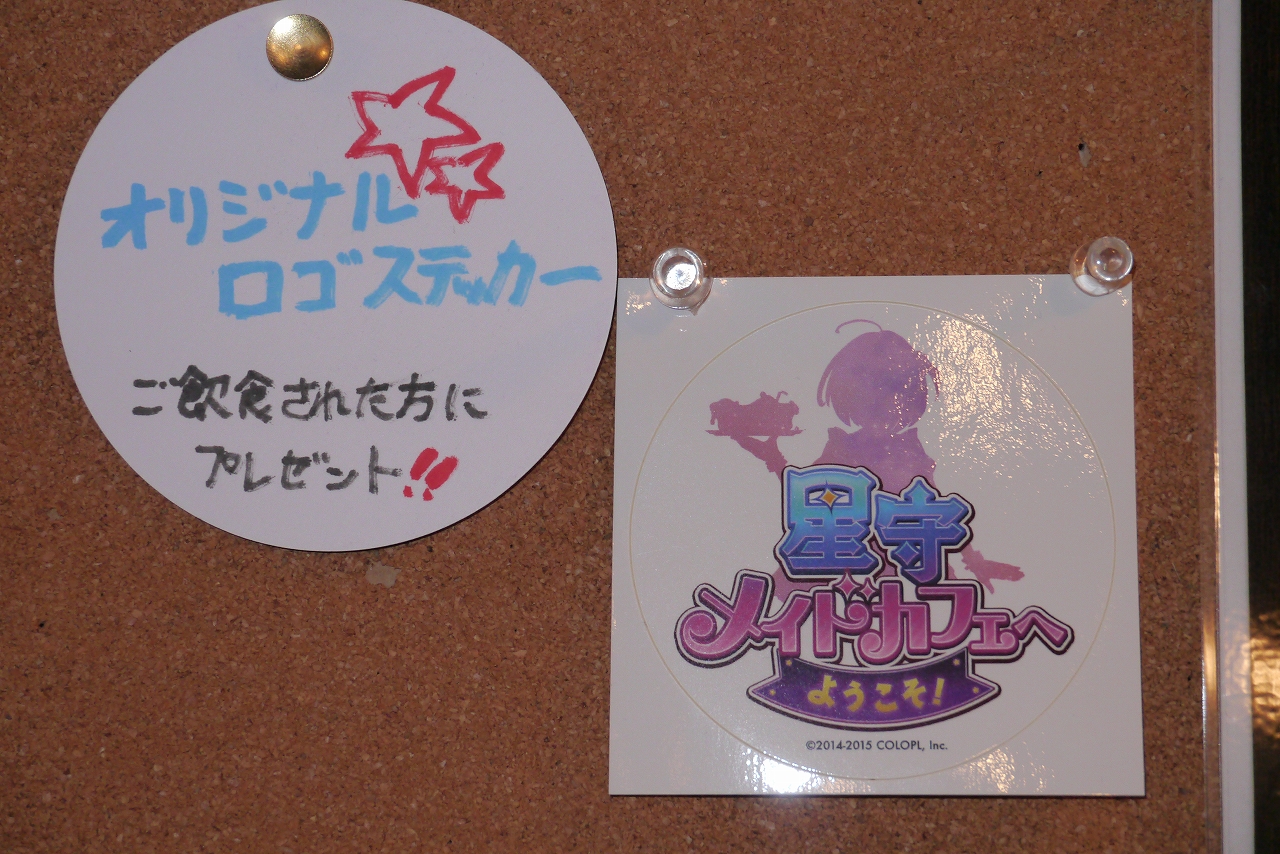 オリジナル
ロゴステッカー
ご飲食された方に
プレゼント!!
星守
メイドカフェへ
ようこそ!
©2014-2015 COLOPL, Inc.